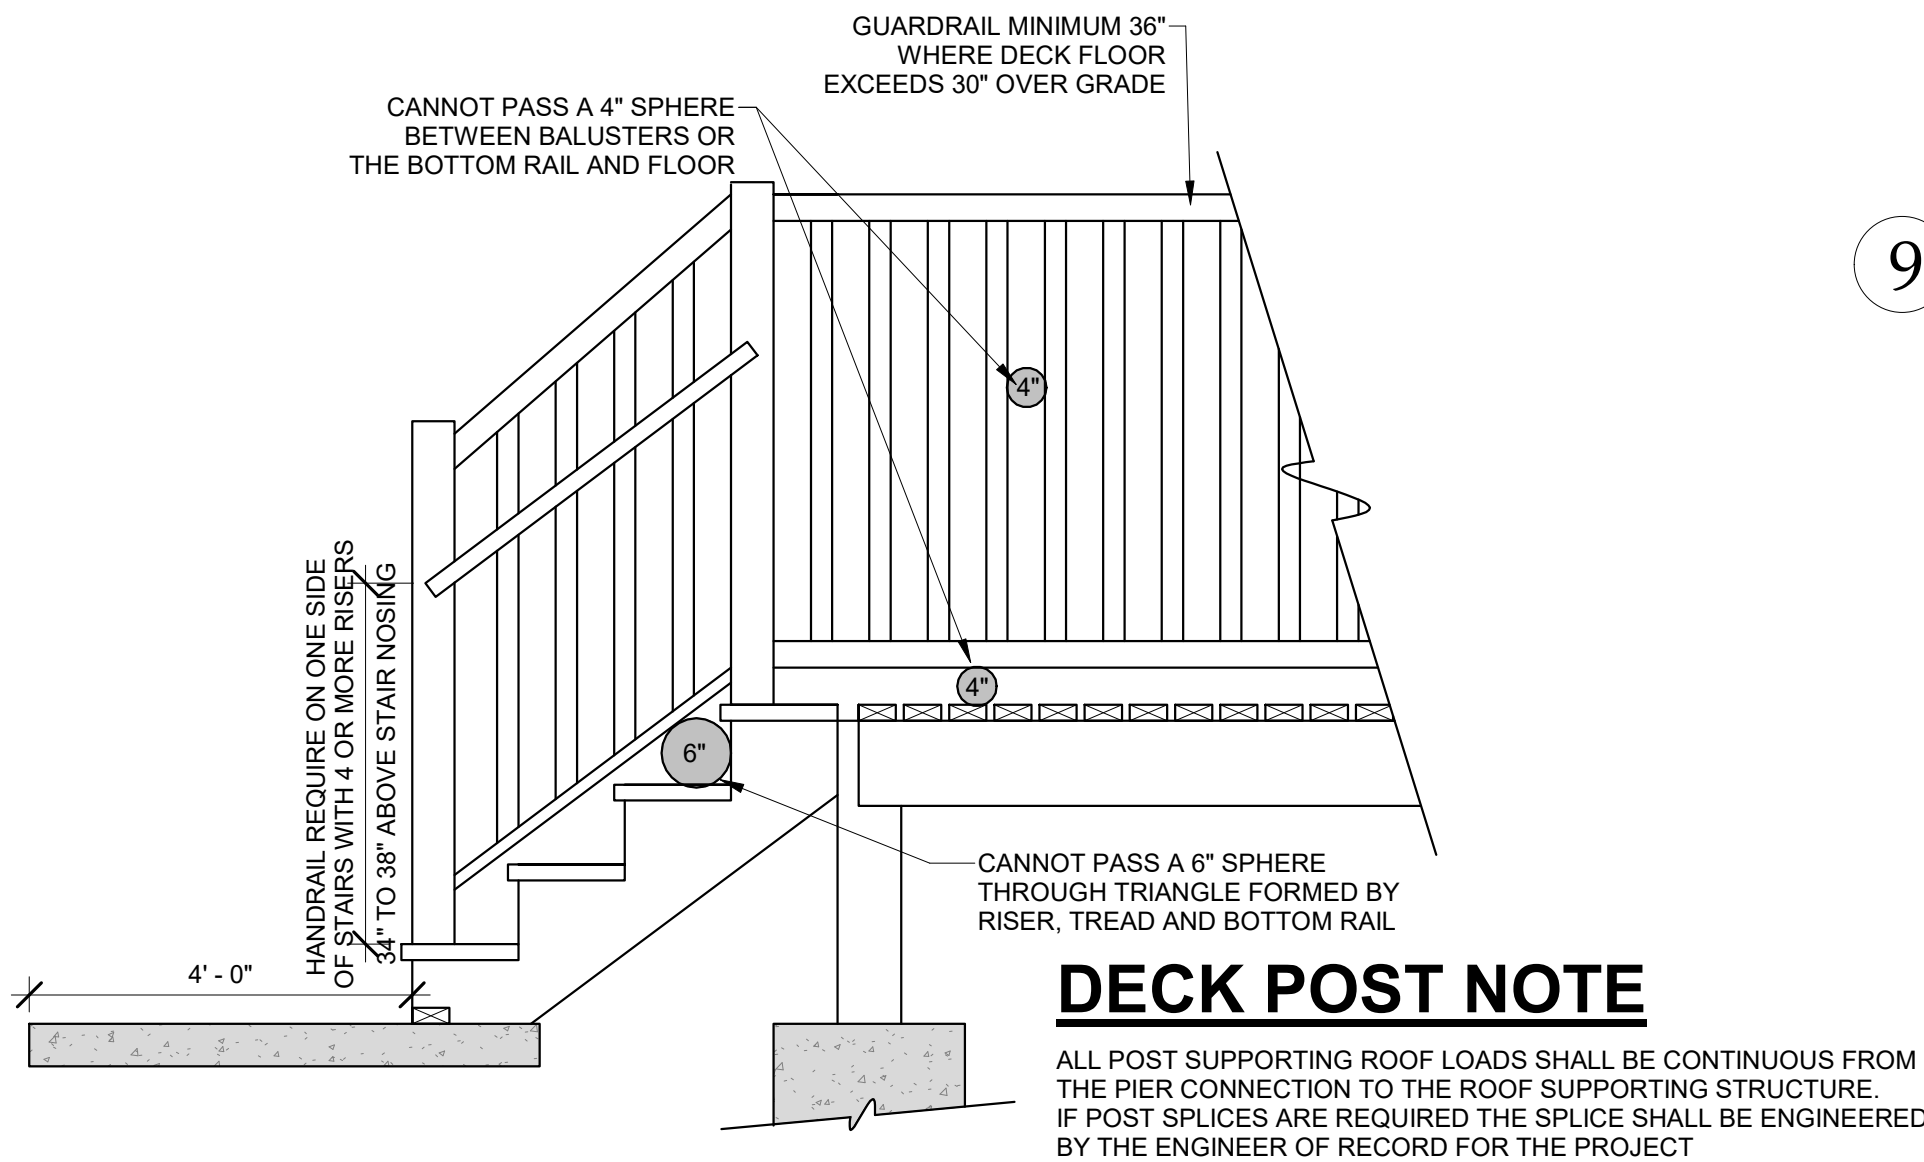 GUARDRAIL MINIMUM 36"
WHERE DECK FLOOR
EXCEEDS 30" OVER GRADE
CANNOT PASS A 4" SPHERE
BETWEEN BALUSTERS OR
THE BOTTOM RAIL AND FLOOR
9
4"
4"
6"
HANDRAIL REQUIRE ON ONE SIDE
OF STAIRS WITH 4 OR MORE RISERS
34" TO 38" ABOVE STAIR NOSING
CANNOT PASS A 6" SPHERE
THROUGH TRIANGLE FORMED BY
RISER, TREAD AND BOTTOM RAIL
4' - 0"
DECK POST NOTE
ALL POST SUPPORTING ROOF LOADS SHALL BE CONTINUOUS FROM
THE PIER CONNECTION TO THE ROOF SUPPORTING STRUCTURE.
IF POST SPLICES ARE REQUIRED THE SPLICE SHALL BE ENGINEERED
BY THE ENGINEER OF RECORD FOR THE PROJECT